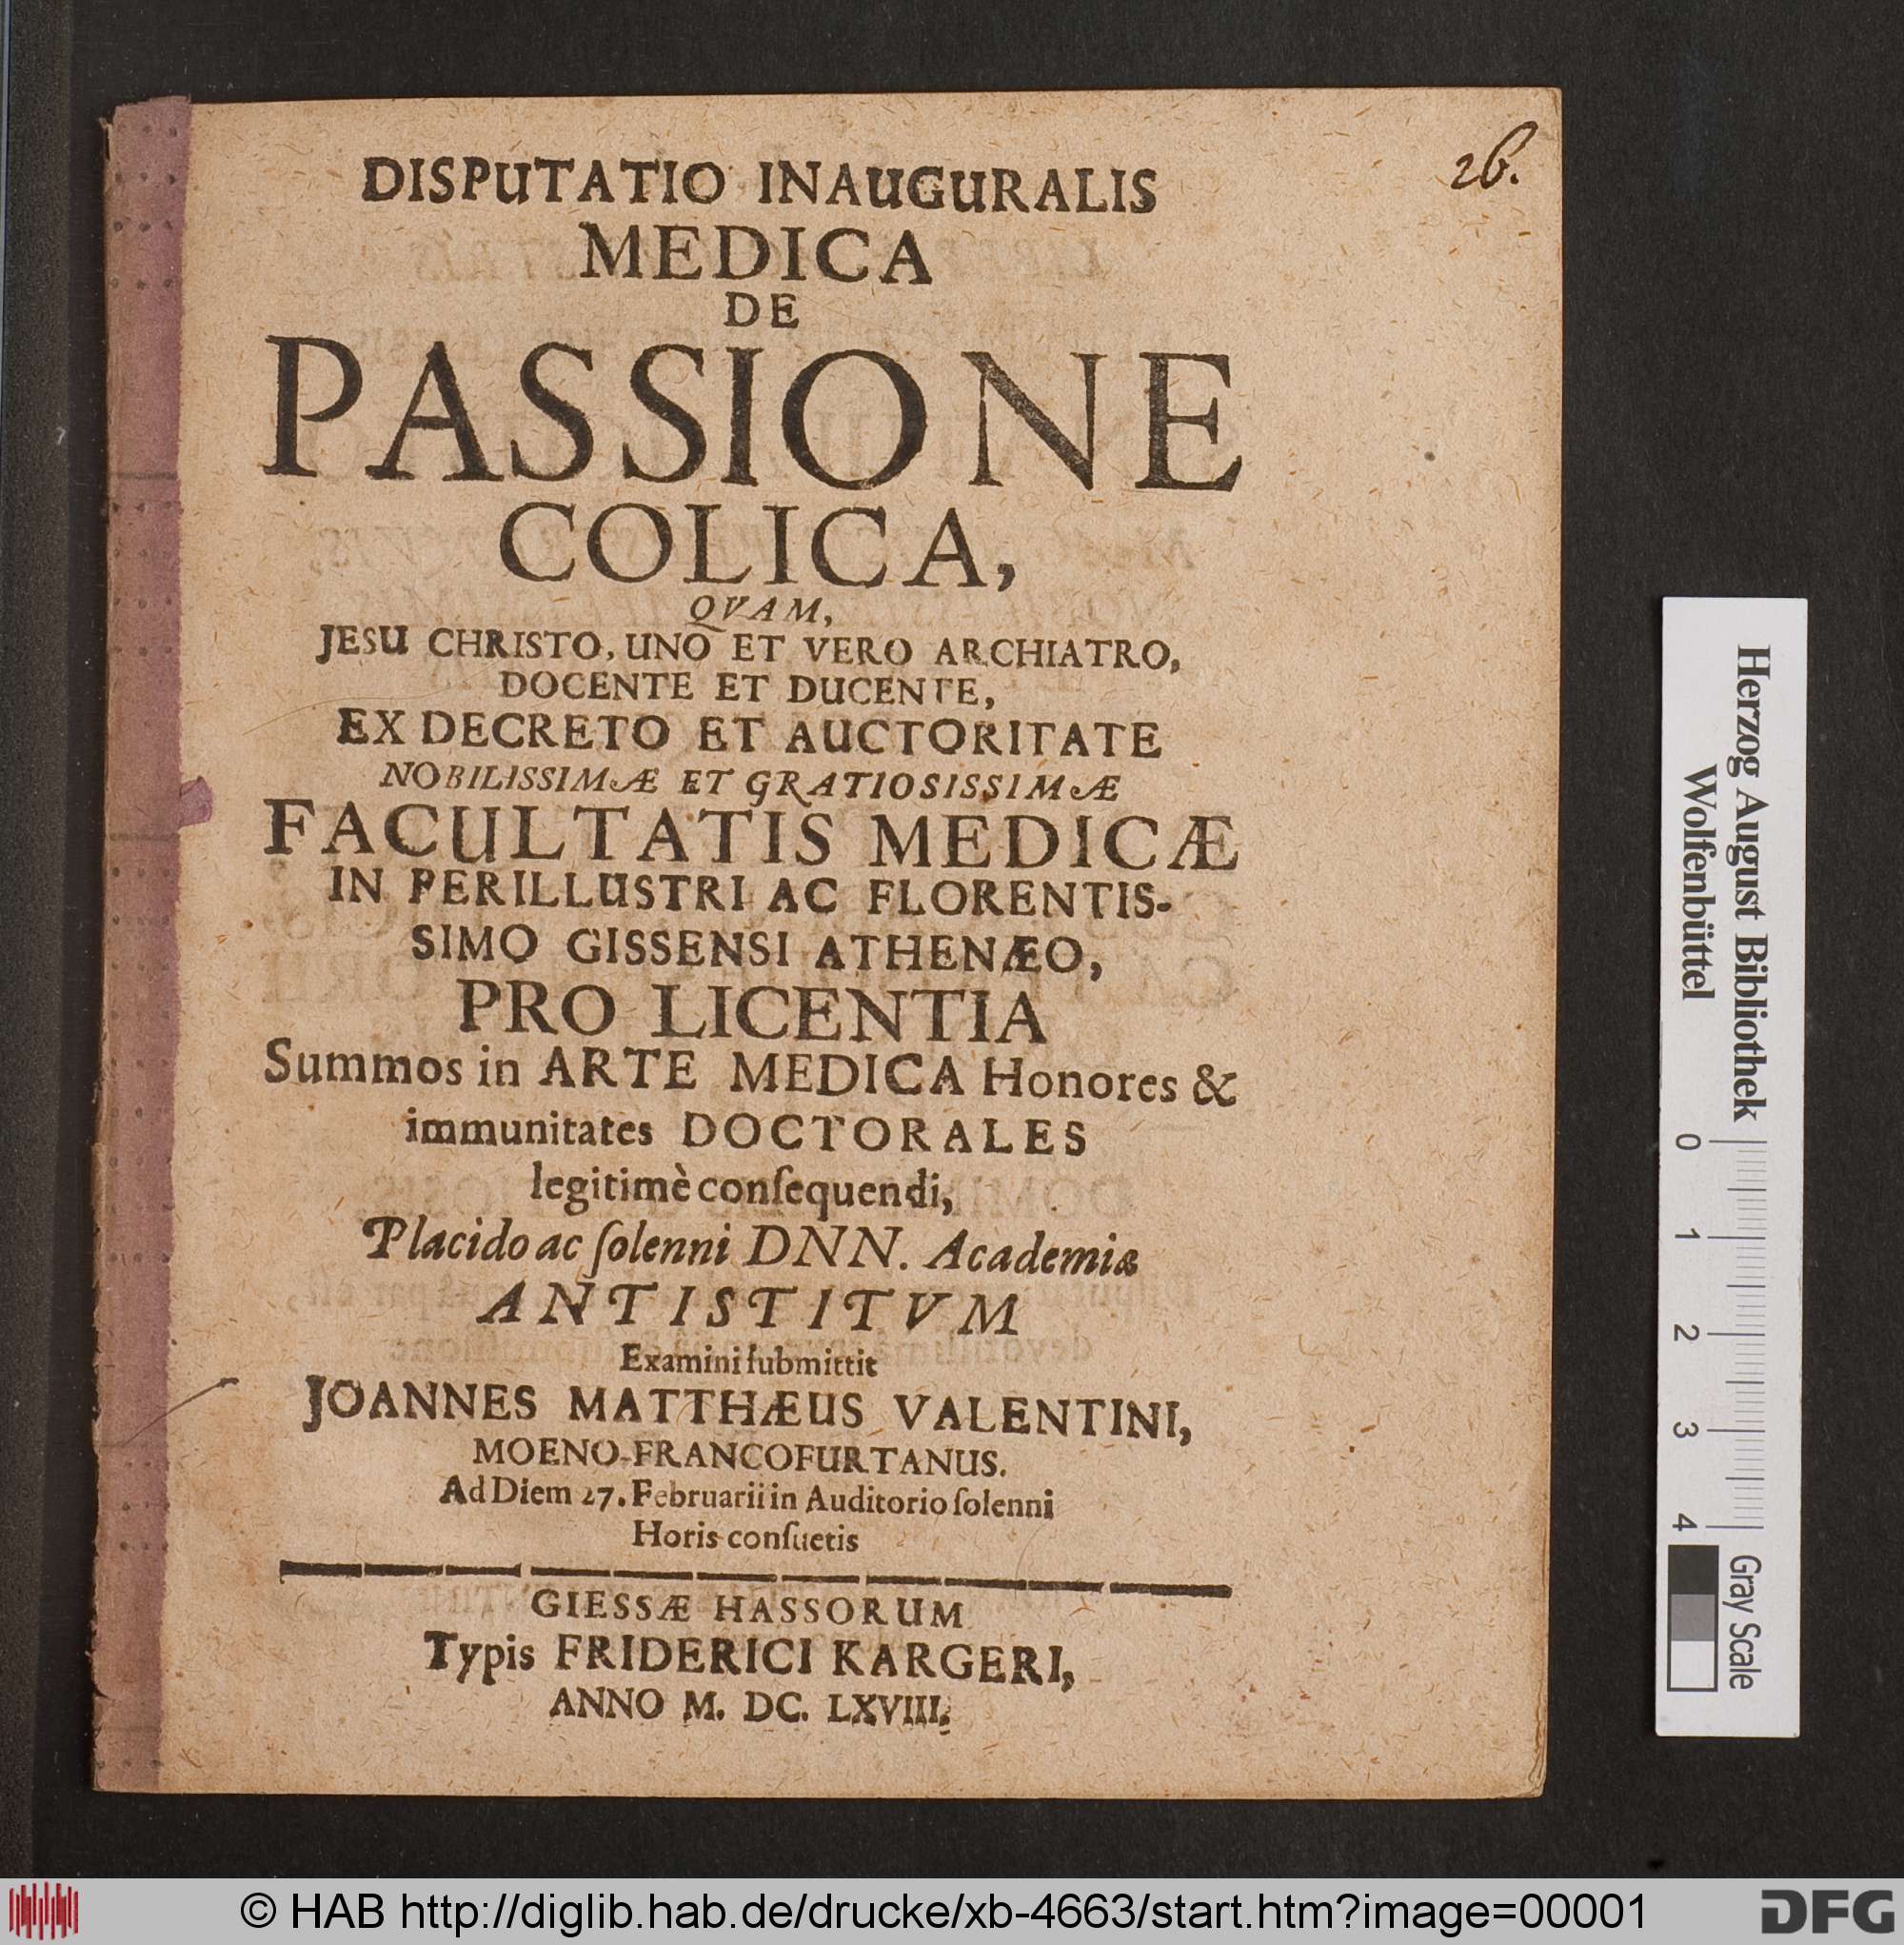 26.
DISPUTATIO INAUGURALIS
MEDICA
DE
PASSIONE
COLICA,
QVAM,
JESU CHRISTO, UNO ET VERO ARCHIATRO,
DOCENTE ET DUCENTE,
EX DECRETO ET AUCTORITATE
NOBILISSIMÆ ET GRATIOSISSIMÆ
FACULTATIS MEDICÆ
IN PERILLUSTRI AC FLORENTIS-
SIMO GISSENSI ATHENÆO,
PRO LICENTIA
Summos in ARTE MEDICA Honores &
immunitates DOCTORALES
legitimè conſequendi,
Placido ac ſolenni DNN. Academiæ
ANTISTITVM
Examini ſubmittit
JOANNES MATTHÆUS VALENTINI,
MOENO-FRANCOFURTANUS.
Ad Diem 27. Februarii in Auditorio ſolenni
Horis conſuetis
GIESSÆ HASSORUM
Typis FRIDERICI KARGERI,
ANNO M. DC. LXVIII.
Herzog August Bibliothek
Wolfenbüttel
0 1 2 3 4
Gray Scale
© HAB http://diglib.hab.de/drucke/xb-4663/start.htm?image=00001
DFG